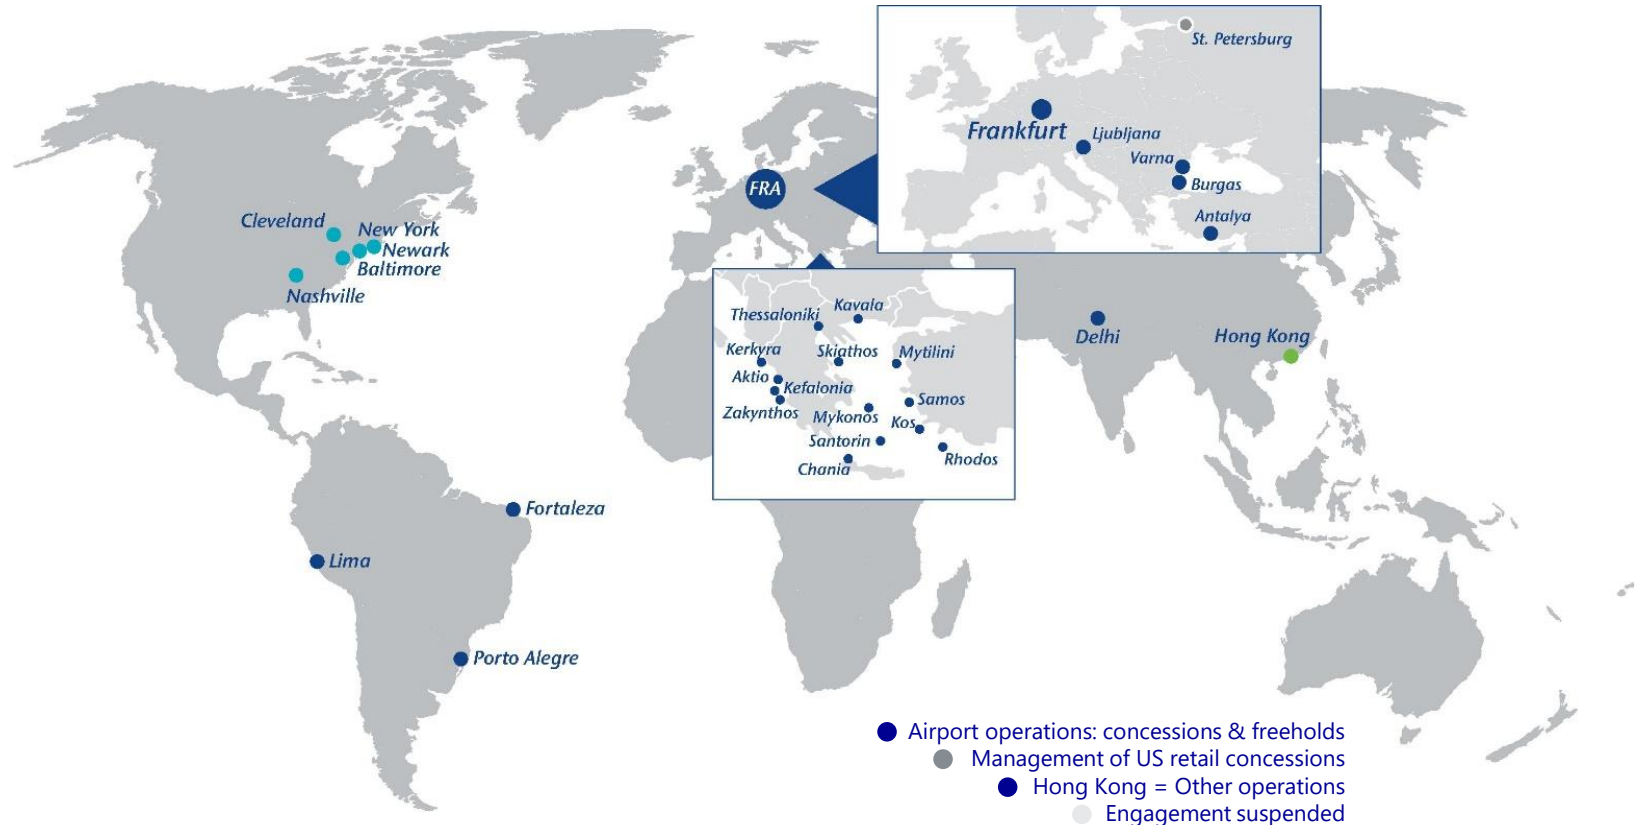 St. Petersburg
Frankfurt
Ljubljana
Varna
Burgas
Antalya
FRA
Cleveland
New York
Newark
Baltimore
Nashville
Thessaloniki
Kavala
Kerkyra
Skiathos
Mytilini
Aktio
Kefalonia
Zakynthos
Mykonos
Samos
Kos
Santorin
Rhodos
Chania
Delhi
Hong Kong
Fortaleza
Lima
Porto Alegre
Airport operations: concessions & freeholds
Management of US retail concessions
Hong Kong = Other operations
Engagement suspended